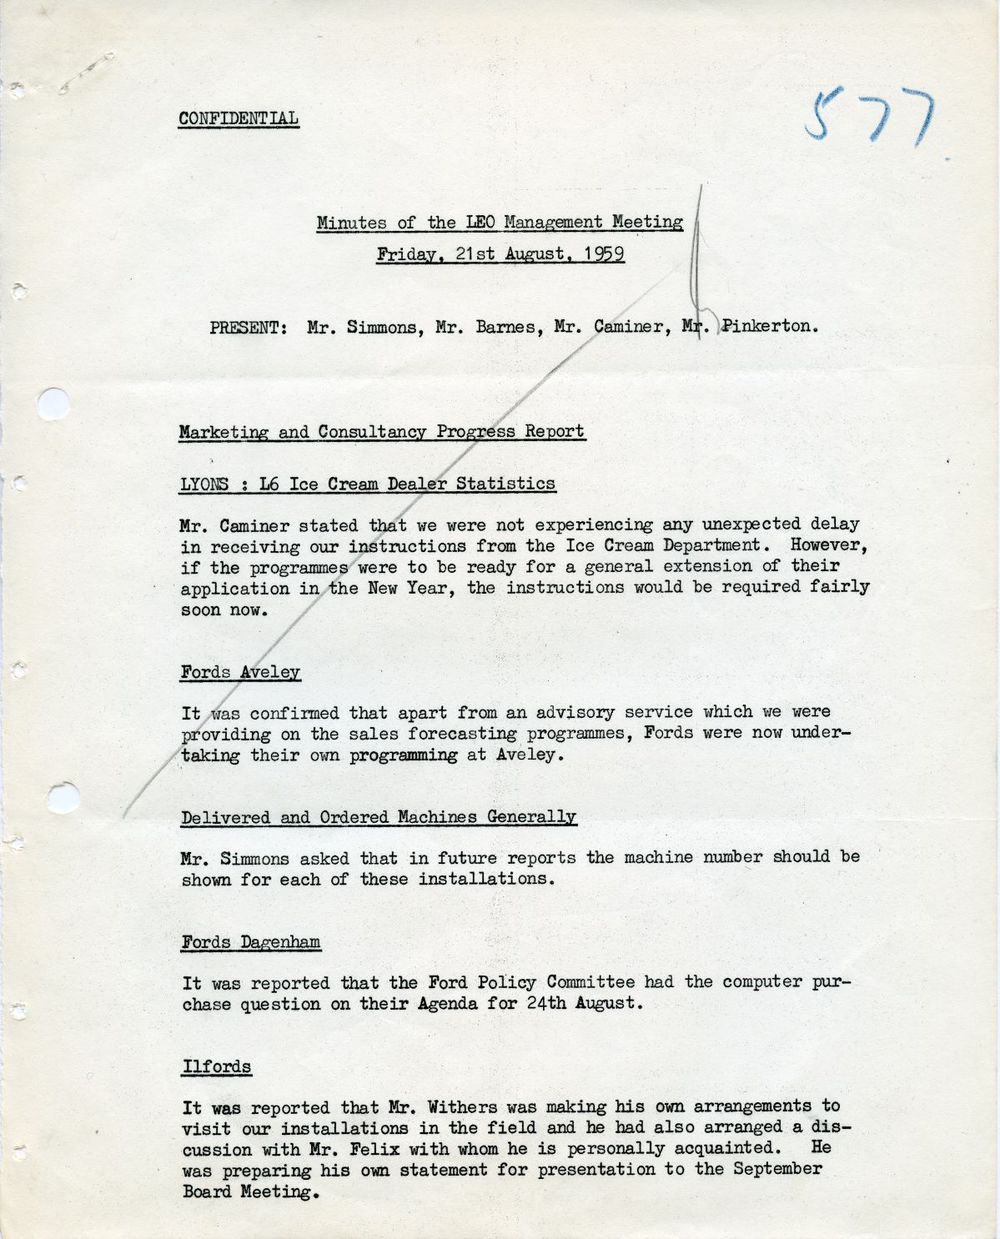 CONFIDENTIAL
577.
Minutes of the LEO Management Meeting
Friday, 21st August, 1959
PRESENT: Mr. Simmons, Mr. Barnes, Mr. Caminer, Mr. Pinkerton.
Marketing and Consultancy Progress Report
LYONS : L6 Ice Cream Dealer Statistics
Mr. Caminer stated that we were not experiencing any unexpected delay
in receiving our instructions from the Ice Cream Department. However,
if the programmes were to be ready for a general extension of their
application in the New Year, the instructions would be required fairly
soon now.
Fords Aveley
It was confirmed that apart from an advisory service which we were
providing on the sales forecasting programmes, Fords were now under-
taking their own programming at Aveley.
Delivered and Ordered Machines Generally
Mr. Simmons asked that in future reports the machine number should be
shown for each of these installations.
Fords Dagenham
It was reported that the Ford Policy Committee had the computer pur-
chase question on their Agenda for 24th August.
Ilfords
It was reported that Mr. Withers was making his own arrangements to
visit our installations in the field and he had also arranged a dis-
cussion with Mr. Felix with whom he is personally acquainted. He
was preparing his own statement for presentation to the September
Board Meeting.